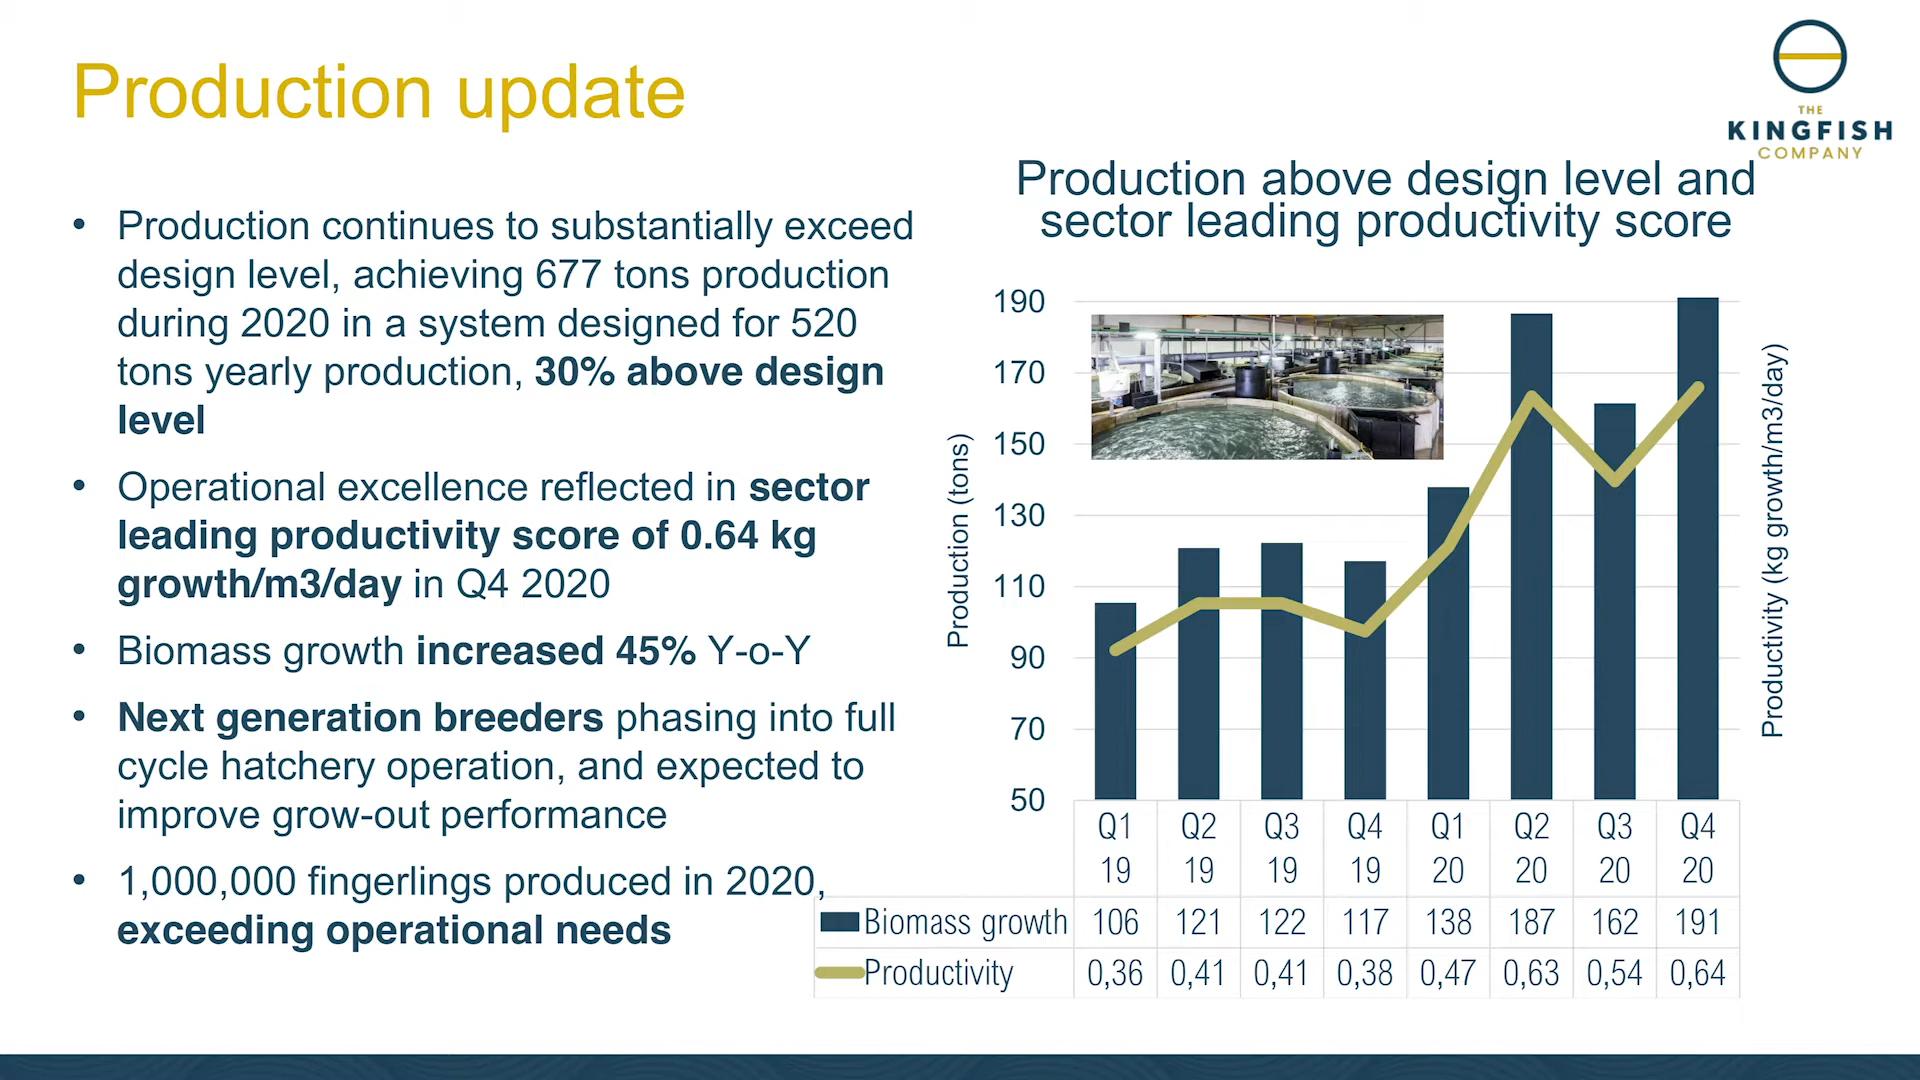 Production update
THE
KINGFISH
COMPANY
• Production continues to substantially exceed
design level, achieving 677 tons production
during 2020 in a system designed for 520
tons yearly production, 30% above design
level
• Operational excellence reflected in sector
leading productivity score of 0.64 kg
growth/m3/day in Q4 2020
• Biomass growth increased 45% Y-o-Y
• Next generation breeders phasing into full
cycle hatchery operation, and expected to
improve grow-out performance
• 1,000,000 fingerlings produced in 2020,
exceeding operational needs
Production above design level and
sector leading productivity score
Production (tons)
190
170
150
130
110
90
70
50
Productivity (kg growth/m3/day)
Q1 Q2 Q3 Q4 Q1 Q2 Q3 Q4
19 19 19 19 20 20 20 20
Biomass growth 106 121 122 117 138 187 162 191
Productivity 0,36 0,41 0,41 0,38 0,47 0,63 0,54 0,64